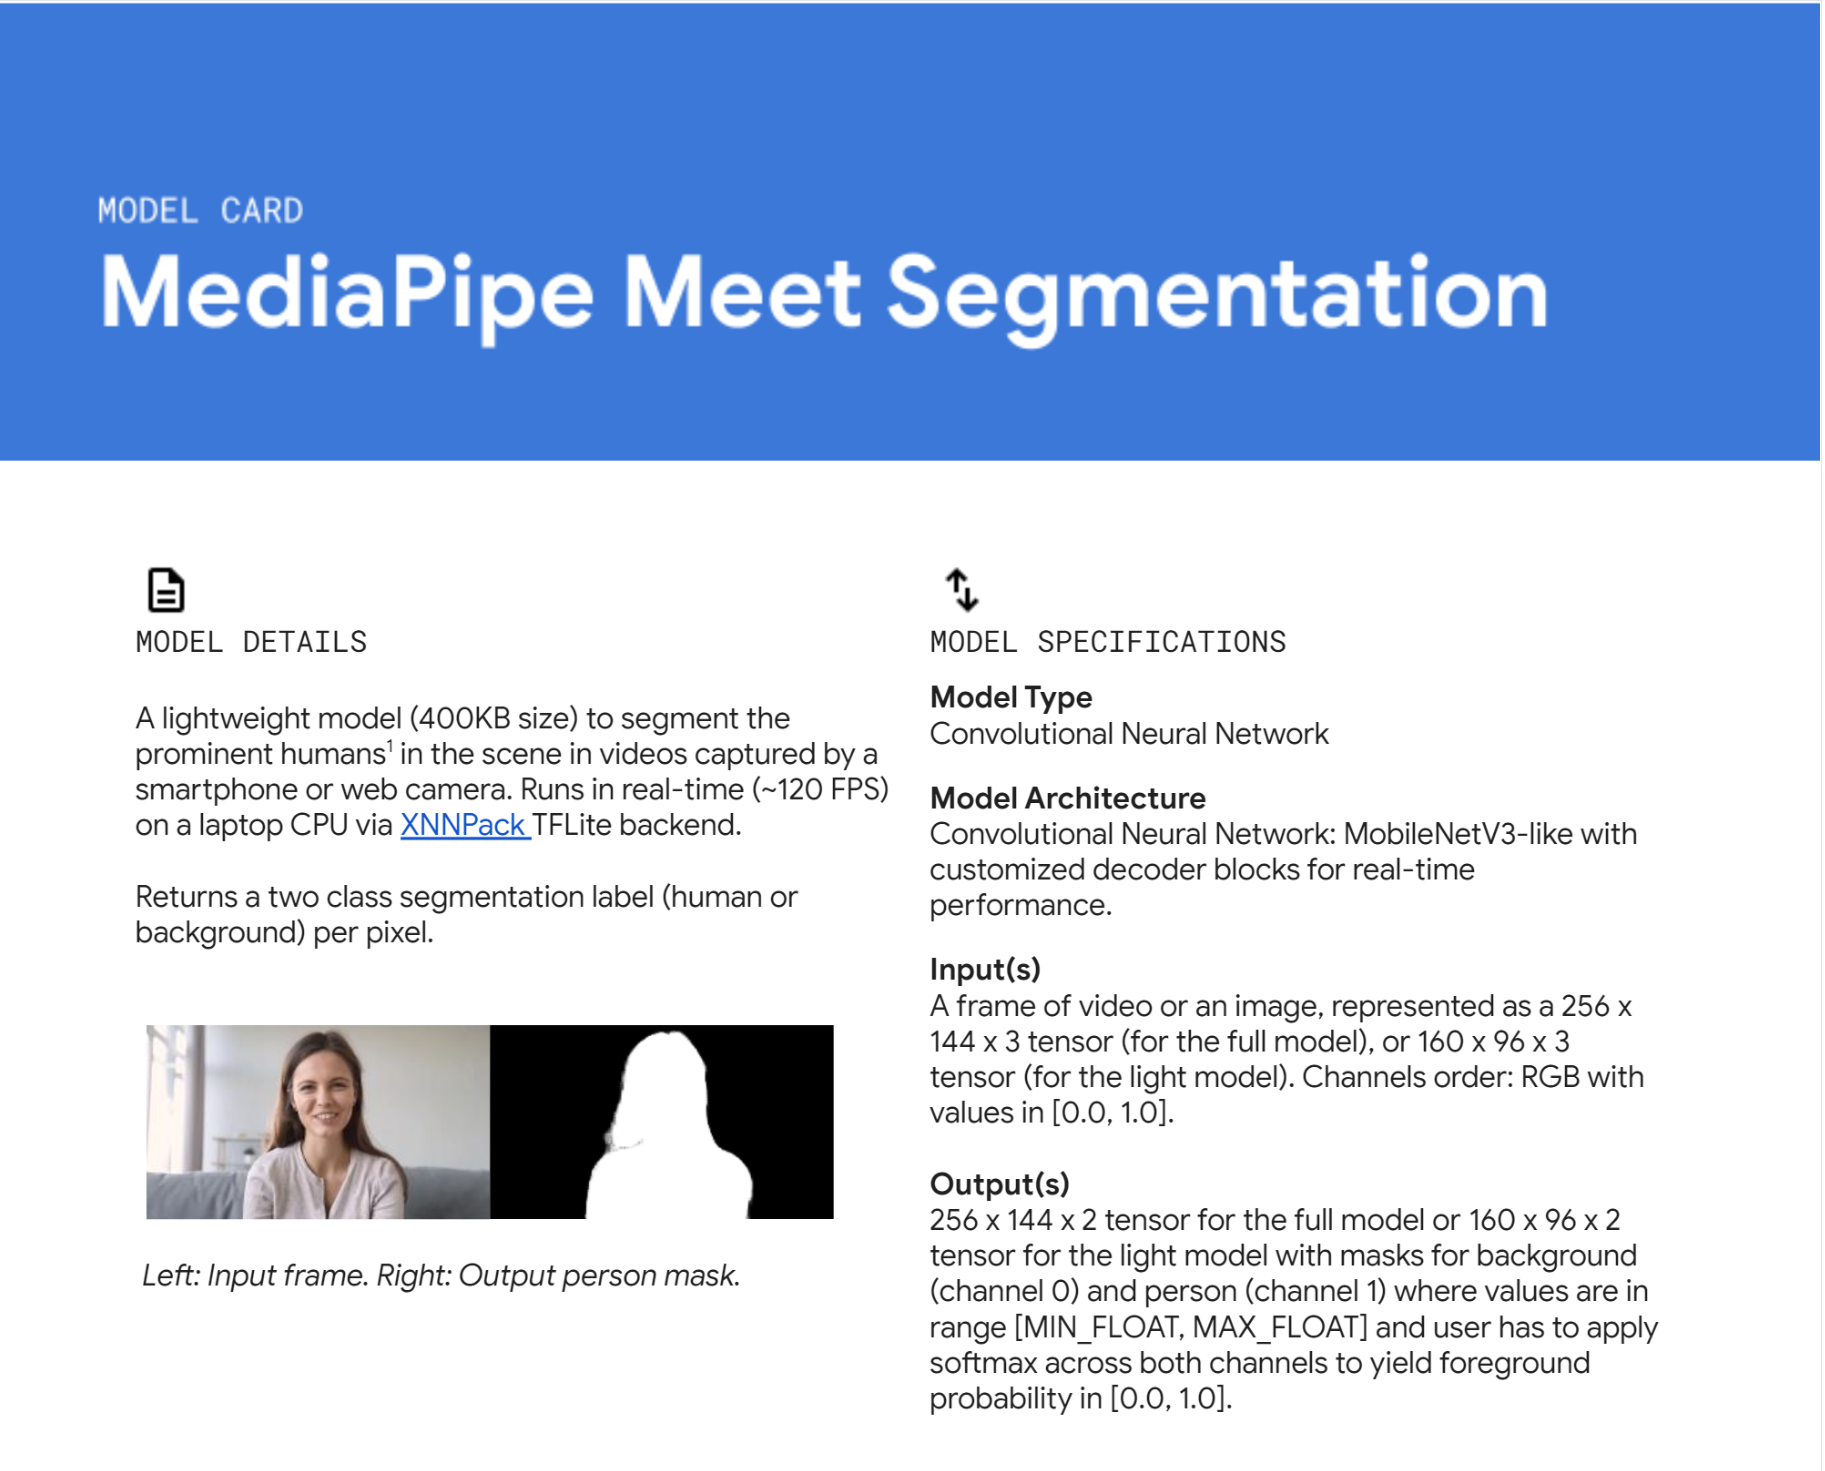 MODEL CARD
MediaPipe Meet Segmentation
MODEL DETAILS
A lightweight model (400KB size) to segment the
prominent humans¹ in the scene in videos captured by a
smartphone or web camera. Runs in real-time (~120 FPS)
on a laptop CPU via XNNPack TFLite backend.
Returns a two class segmentation label (human or
background) per pixel.
Left: Input frame. Right: Output person mask.
MODEL SPECIFICATIONS
Model Type
Convolutional Neural Network
Model Architecture
Convolutional Neural Network: MobileNetV3-like with
customized decoder blocks for real-time
performance.
Input(s)
A frame of video or an image, represented as a 256 x
144 x 3 tensor (for the full model), or 160 x 96 x 3
tensor (for the light model). Channels order: RGB with
values in [0.0, 1.0].
Output(s)
256 x 144 x 2 tensor for the full model or 160 x 96 x 2
tensor for the light model with masks for background
(channel 0) and person (channel 1) where values are in
range [MIN_FLOAT, MAX_FLOAT] and user has to apply
softmax across both channels to yield foreground
probability in [0.0, 1.0].